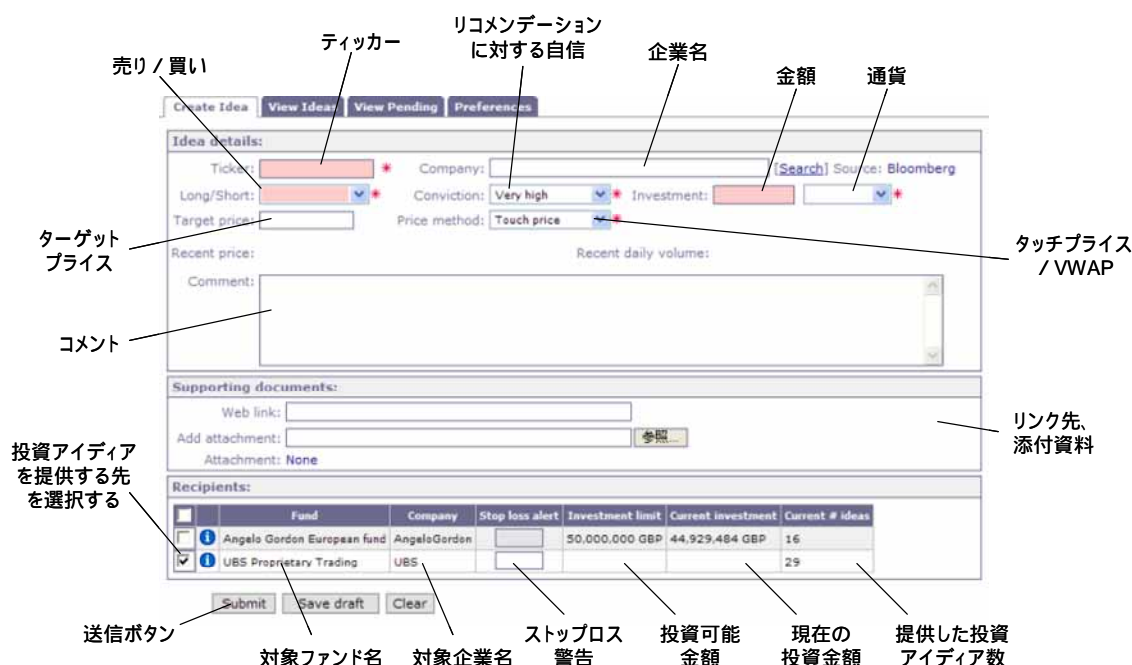 リコメンデーション
に対する自信
ティッカー
企業名
売り / 買い
金額
通貨
Create Idea View Ideas View Pending Preferences
Idea details:
Ticker: * Company: [Search] Source: Bloomberg
Long/Short: * Conviction: Very high * Investment: *
Target price: Price method: Touch price *
Recent price: Recent daily volume:
Comment:
ターゲット
プライス
タッチプライス
/ VWAP
コメント
Supporting documents:
Web link:
Add attachment: 参照...
Attachment: None
リンク先、
添付資料
投資アイディア
を提供する先
を選択する
Recipients:
Fund Company Stop loss alert Investment limit Current investment Current # ideas
Angelo Gordon European fund AngeloGordon 50,000,000 GBP 44,929,484 GBP 16
UBS Proprietary Trading UBS 29
Submit Save draft Clear
送信ボタン
対象ファンド名
対象企業名
ストップロス
警告
投資可能
金額
現在の
投資金額
提供した投資
アイディア数